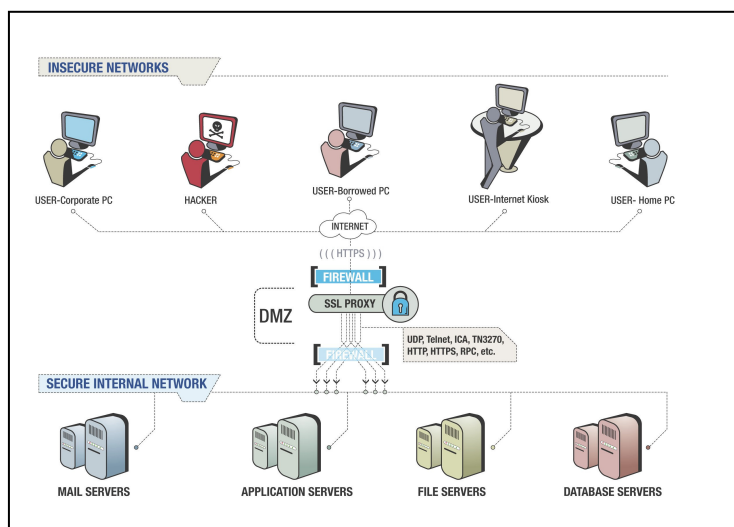 INSECURE NETWORKS
USER-Corporate PC
HACKER
USER-Borrowed PC
USER-Internet Kiosk
USER- Home PC
INTERNET
( ( ( HTTPS ) ) )
[ FIREWALL ]
SSL PROXY
DMZ
UDP, Telnet, ICA, TN3270,
HTTP, HTTPS, RPC, etc.
[ FIREWALL ]
SECURE INTERNAL NETWORK
MAIL SERVERS
APPLICATION SERVERS
FILE SERVERS
DATABASE SERVERS